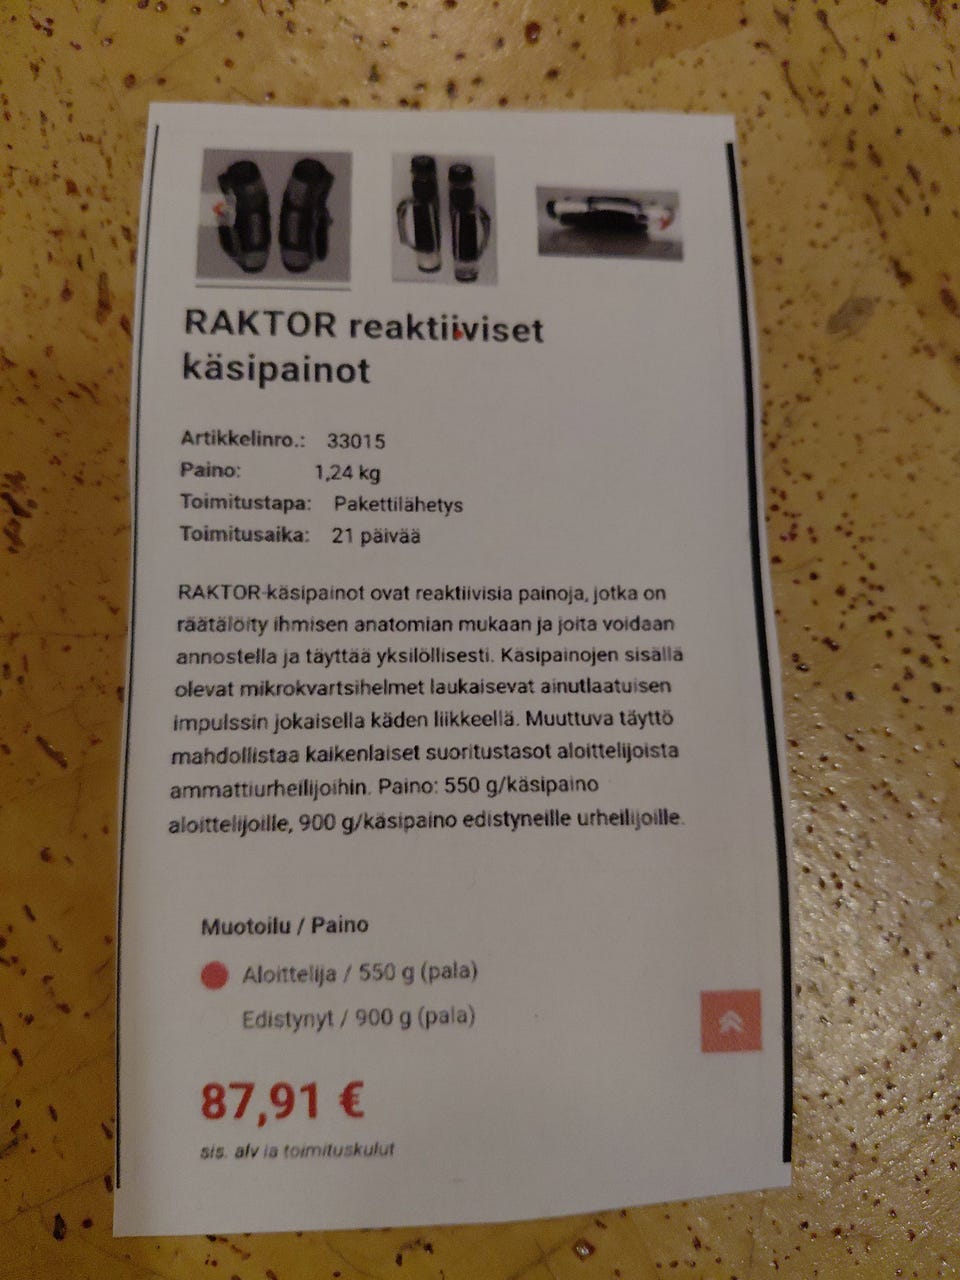 RAKTOR reaktiiviset
käsipainot
Artikkelinro.: 33015
Paino: 1,24 kg
Toimitustapa: Pakettilähetys
Toimitusaika: 21 päivää
RAKTOR-käsipainot ovat reaktiivisia painoja, jotka on
räätälöity ihmisen anatomian mukaan ja joita voidaan
annostella ja täyttää yksilöllisesti. Käsipainojen sisällä
olevat mikrokvartsihelmet laukaisevat ainutlaatuisen
impulssin jokaisella käden liikkeellä. Muuttuva täyttö
mahdollistaa kaikenlaiset suoritustasot aloittelijoista
ammattiurheilijoihin. Paino: 550 g/käsipaino
aloittelijoille, 900 g/käsipaino edistyneille urheilijoille.
Muotoilu / Paino
Aloittelija / 550 g (pala)
Edistynyt / 900 g (pala)
87,91 €
sis. alv ja toimituskulut